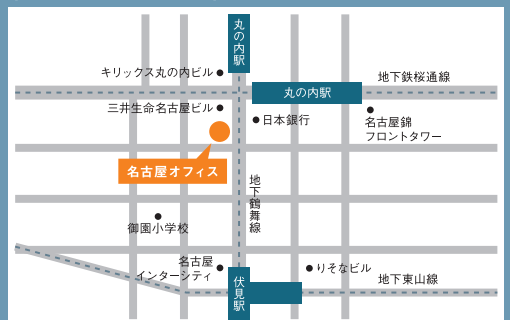 丸の内駅
キリックス丸の内ビル
地下鉄桜通線
丸の内駅
三井生命名古屋ビル
日本銀行
名古屋錦
フロントタワー
名古屋オフィス
地下鶴舞線
御園小学校
名古屋
インターシティ
りそなビル
地下東山線
伏見駅